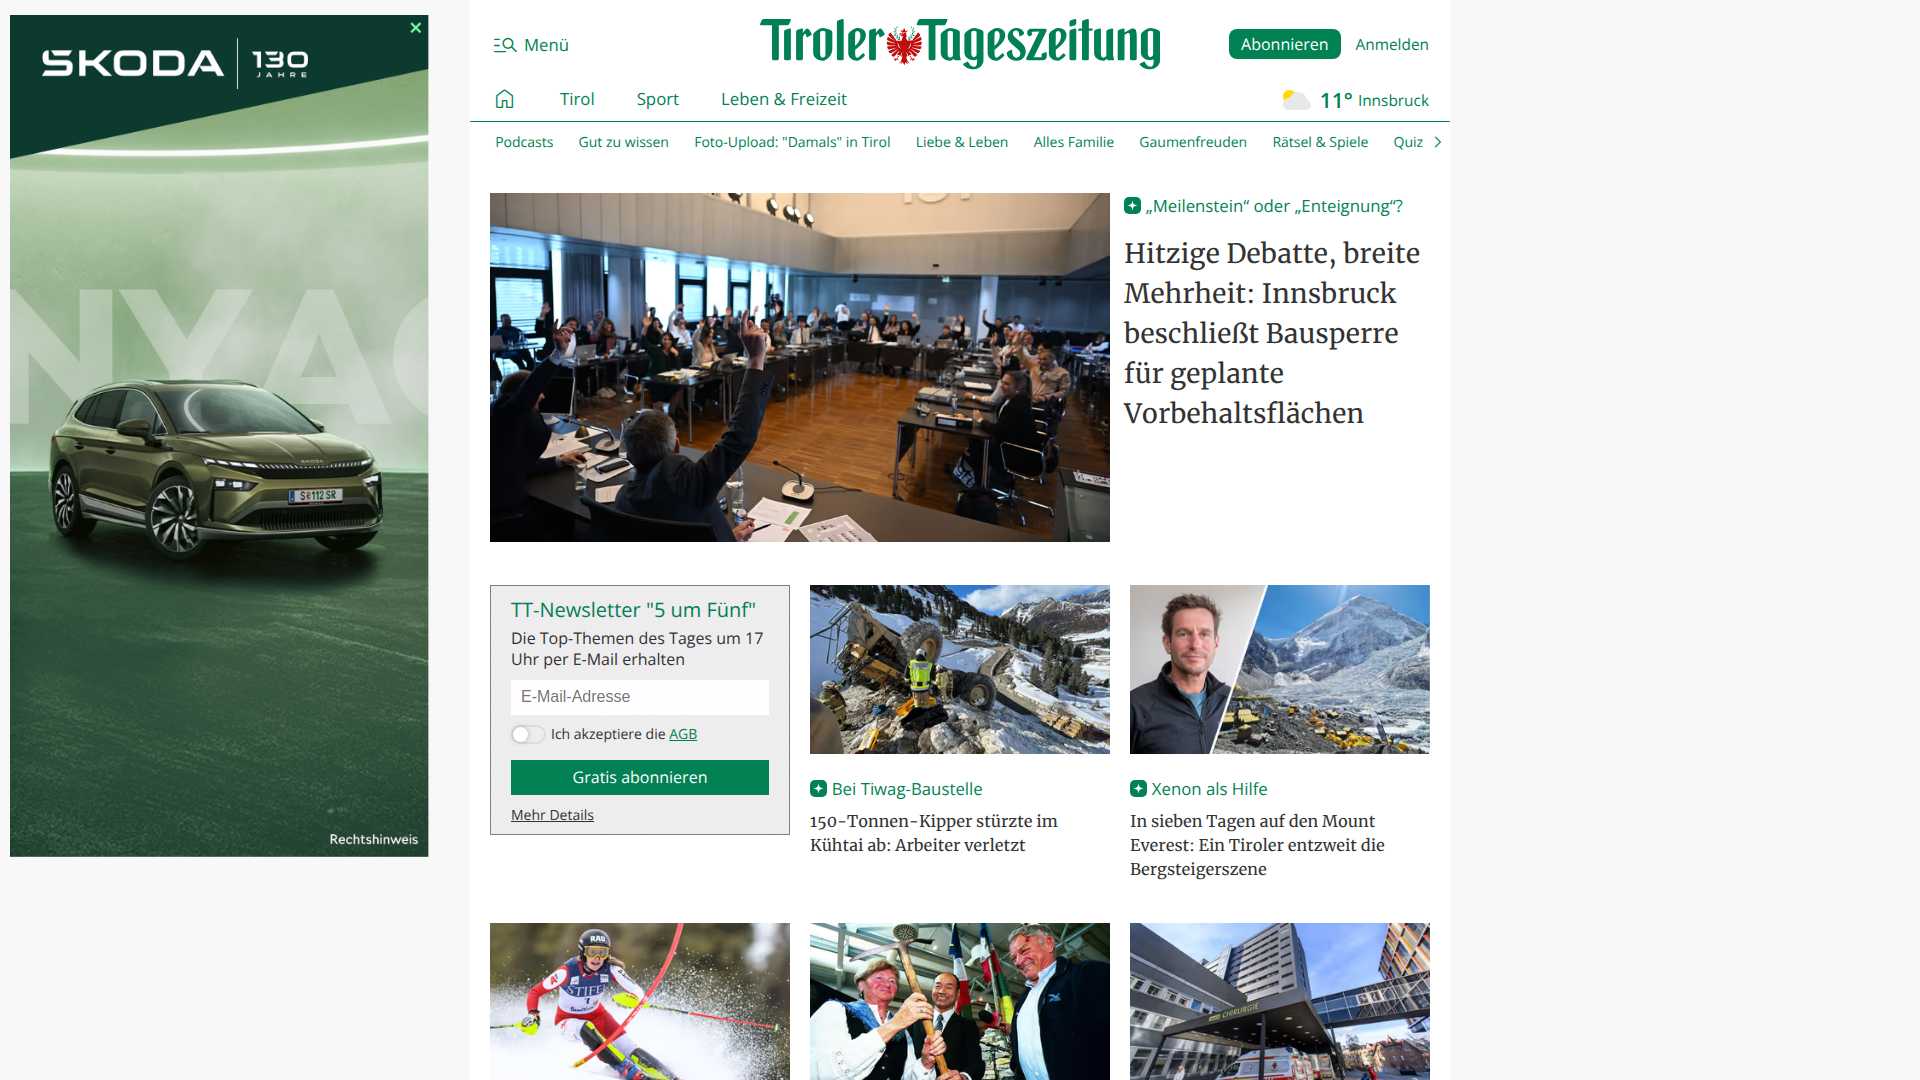 SKODA 130
JAHRE
NYAQ
S 112 SR
Rechtshinweis
Menü
Tiroler Tageszeitung
Abonnieren
Anmelden
Tirol
Sport
Leben & Freizeit
11° Innsbruck
Podcasts
Gut zu wissen
Foto-Upload: "Damals" in Tirol
Liebe & Leben
Alles Familie
Gaumenfreuden
Rätsel & Spiele
Quiz
„Meilenstein“ oder „Enteignung“?
Hitzige Debatte, breite
Mehrheit: Innsbruck
beschließt Bausperre
für geplante
Vorbehaltsflächen
TT-Newsletter "5 um Fünf"
Die Top-Themen des Tages um 17
Uhr per E-Mail erhalten
E-Mail-Adresse
Ich akzeptiere die AGB
Gratis abonnieren
Mehr Details
Bei Tiwag-Baustelle
150-Tonnen-Kipper stürzte im
Kühtai ab: Arbeiter verletzt
Xenon als Hilfe
In sieben Tagen auf den Mount
Everest: Ein Tiroler entzweit die
Bergsteigerszene
STIFEL
CHIRURGIE